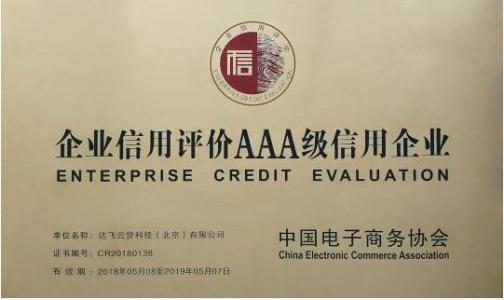 企业信用评价
信
ENTERPRISE CREDIT EVALUATION
企业信用评价AAA级信用企业
ENTERPRISE CREDIT EVALUATION
单位名称：达飞云贷科技（北京）有限公司
证书编号：CR20180138
有 效 期：2018年05月08至2019年05月07日
中国电子商务协会
China Electronic Commerce Association